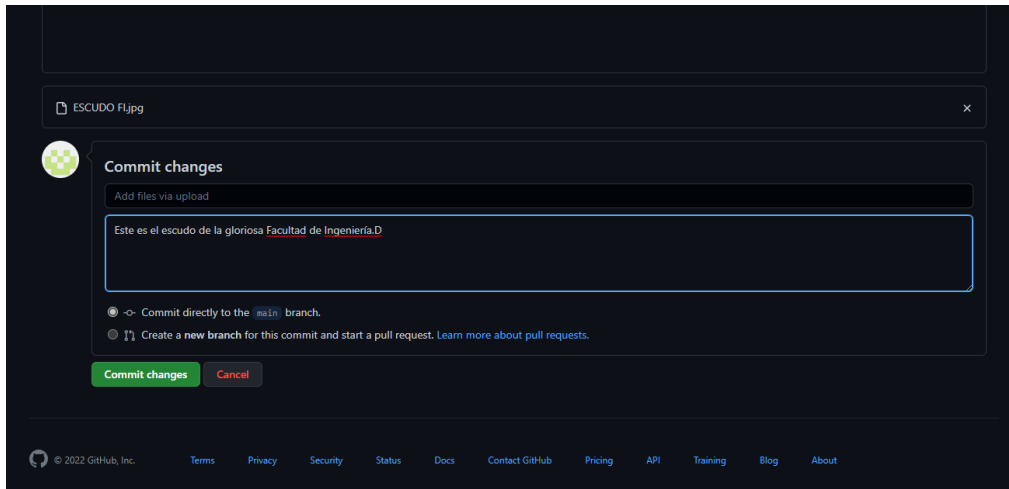 ESCUDO FI.jpg
Commit changes
Add files via upload
Este es el escudo de la gloriosa Facultad de Ingeniería.D
Commit directly to the main branch.
Create a new branch for this commit and start a pull request. Learn more about pull requests.
Commit changes Cancel
© 2022 GitHub, Inc. Terms Privacy Security Status Docs Contact GitHub Pricing API Training Blog About